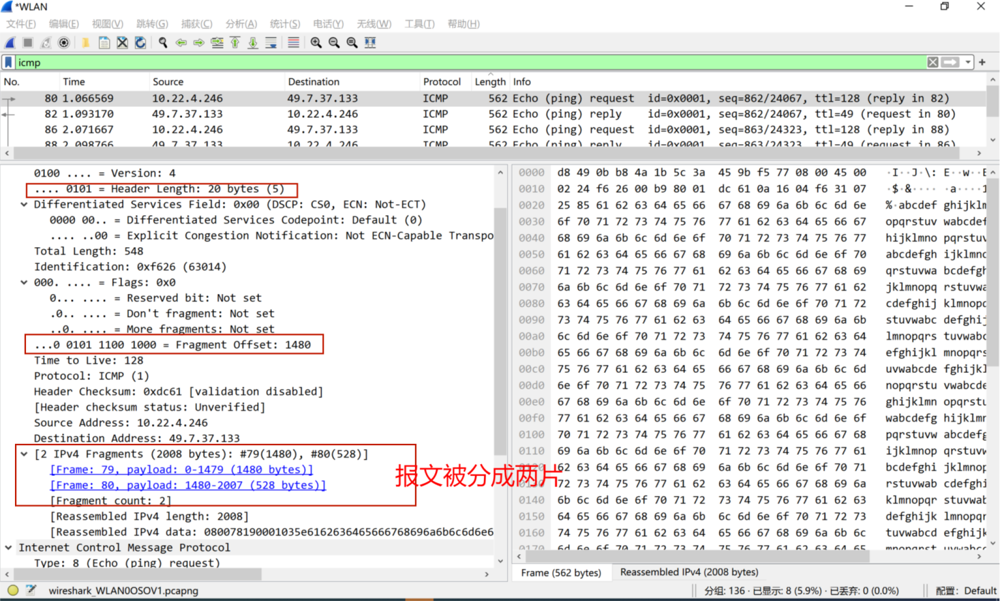 *WLAN
文件(F) 编辑(E) 视图(V) 跳转(G) 捕获(C) 分析(A) 统计(S) 电话(Y) 无线(W) 工具(T) 帮助(H)
icmp
No. Time Source Destination Protocol Length Info
80 1.066569 10.22.4.246 49.7.37.133 ICMP 562 Echo (ping) request id=0x0001, seq=862/24067, ttl=128 (reply in 82)
82 1.093170 49.7.37.133 10.22.4.246 ICMP 562 Echo (ping) reply id=0x0001, seq=862/24067, ttl=49 (request in 80)
86 2.071667 10.22.4.246 49.7.37.133 ICMP 562 Echo (ping) request id=0x0001, seq=863/24323, ttl=128 (reply in 88)
88 2.098766 49.7.37.133 10.22.4.246 ICMP 562 Echo (ping) reply id=0x0001, seq=863/24323, ttl=49 (request in 86)
0100 .... = Version: 4
.... 0101 = Header Length: 20 bytes (5)
Differentiated Services Field: 0x00 (DSCP: CS0, ECN: Not-ECT)
0000 00.. = Differentiated Services Codepoint: Default (0)
.... ..00 = Explicit Congestion Notification: Not ECN-Capable Transpo
Total Length: 548
Identification: 0xf626 (63014)
000. .... = Flags: 0x0
0... .... = Reserved bit: Not set
.0.. .... = Don't fragment: Not set
..0. .... = More fragments: Not set
...0 0101 1100 1000 = Fragment Offset: 1480
Time to Live: 128
Protocol: ICMP (1)
Header Checksum: 0xdc61 [validation disabled]
[Header checksum status: Unverified]
Source Address: 10.22.4.246
Destination Address: 49.7.37.133
[2 IPv4 Fragments (2008 bytes): #79(1480), #80(528)]
[Frame: 79, payload: 0-1479 (1480 bytes)]
[Frame: 80, payload: 1480-2007 (528 bytes)]
[Fragment count: 2]
[Reassembled IPv4 length: 2008]
[Reassembled IPv4 data: 080078190001035e6162636465666768696a6b6c6d6e6
Internet Control Message Protocol
Type: 8 (Echo (ping) request)
报文被分成两片
0000 d8 49 0b b8 4a 1b 5c 3a 45 9b f5 77 08 00 45 00 ·I··J·\: E··w··E
0010 02 24 f6 26 00 b9 80 01 dc 61 0a 16 04 f6 31 07 ·$·&···· ·a····1
0020 25 85 61 62 63 64 65 66 67 68 69 6a 6b 6c 6d 6e %·abcdef ghijklm
0030 6f 70 71 72 73 74 75 76 77 61 62 63 64 65 66 67 opqrstuv wabcdef
0040 68 69 6a 6b 6c 6d 6e 6f 70 71 72 73 74 75 76 77 hijklmno pqrstuv
0050 61 62 63 64 65 66 67 68 69 6a 6b 6c 6d 6e 6f 70 abcdefgh ijklmno
0060 71 72 73 74 75 76 77 61 62 63 64 65 66 67 68 69 qrstuvwa bcdefgh
0070 6a 6b 6c 6d 6e 6f 70 71 72 73 74 75 76 77 61 62 jklmnopq rstuvwa
0080 63 64 65 66 67 68 69 6a 6b 6c 6d 6e 6f 70 71 72 cdefghij klmnopq
0090 73 74 75 76 77 61 62 63 64 65 66 67 68 69 6a 6b stuvwabc defghij
00a0 6c 6d 6e 6f 70 71 72 73 74 75 76 77 61 62 63 64 lmnopqrs tuvwabc
00b0 65 66 67 68 69 6a 6b 6c 6d 6e 6f 70 71 72 73 74 efghijkl mnopqrs
00c0 75 76 77 61 62 63 64 65 66 67 68 69 6a 6b 6c 6d uvwabcde fghijkl
00d0 6e 6f 70 71 72 73 74 75 76 77 61 62 63 64 65 66 nopqrstu vwabcde
00e0 67 68 69 6a 6b 6c 6d 6e 6f 70 71 72 73 74 75 76 ghijklmn opqrstu
00f0 77 61 62 63 64 65 66 67 68 69 6a 6b 6c 6d 6e 6f wabcdefg hijklmn
0100 70 71 72 73 74 75 76 77 61 62 63 64 65 66 67 68 pqrstuvw abcdefg
0110 69 6a 6b 6c 6d 6e 6f 70 71 72 73 74 75 76 77 61 ijklmnop qrstuvw
0120 62 63 64 65 66 67 68 69 6a 6b 6c 6d 6e 6f 70 71 bcdefghi jklmnop
0130 72 73 74 75 76 77 61 62 63 64 65 66 67 68 69 6a rstuvwab cdefghi
0140 6b 6c 6d 6e 6f 70 71 72 73 74 75 76 77 61 62 63 klmnopqr stuvwab
0150 64 65 66 67 68 69 6a 6b 6c 6d 6e 6f 70 71 72 73 defghijk lmnopqr
0160 74 75 76 77 61 62 63 64 65 66 67 68 69 6a 6b 6c tuvwabcd efghijk
0170 6d 6e 6f 70 71 72 73 74 75 76 77 61 62 63 64 65 mnopqrst uvwabcd
Frame (562 bytes) Reassembled IPv4 (2008 bytes)
wireshark_WLAN0OSOV1.pcapng 分组: 136 · 已显示: 8 (5.9%) · 已丢弃: 0 (0.0%) 配置: Default